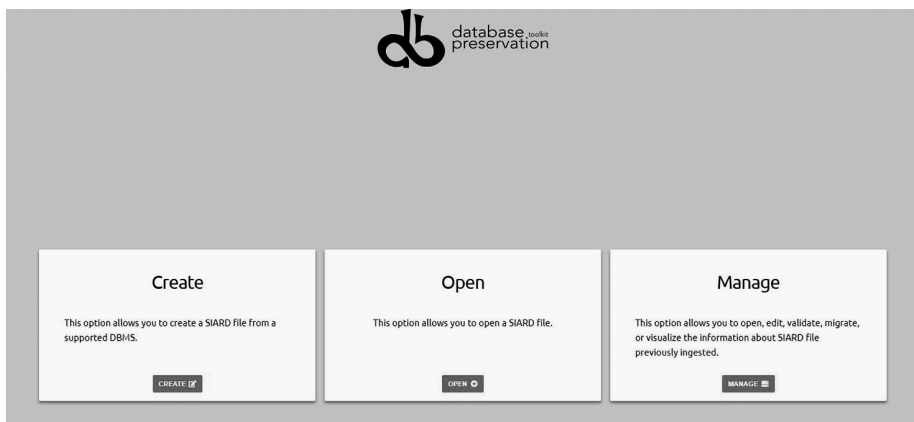 database toolkit
preservation
Create
This option allows you to create a SIARD file from a
supported DBMS.
CREATE
Open
This option allows you to open a SIARD file.
OPEN
Manage
This option allows you to open, edit, validate, migrate,
or visualize the information about SIARD file
previously ingested.
MANAGE